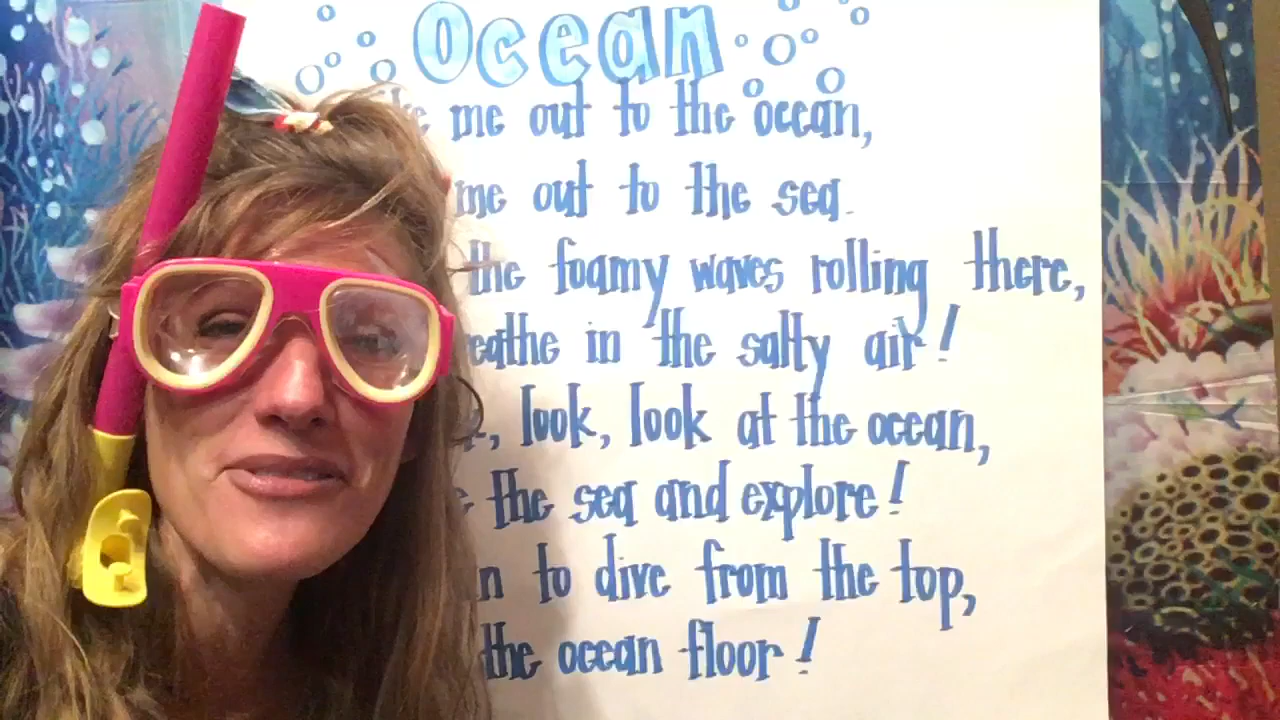 Ocean
me out to the ocean,
me out to the sea.
the foamy waves rolling there,
in the salty air!
look, look at the ocean,
the sea and explore!
to dive from the top,
the ocean floor!